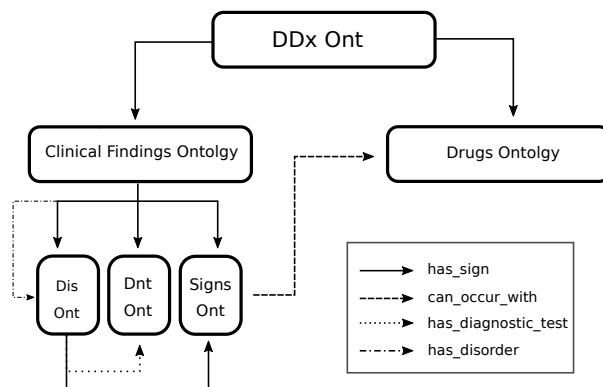 DDx Ont
Clinical Findings Ontolgy
Drugs Ontolgy
Dis
Ont
Dnt
Ont
Signs
Ont
has_sign
can_occur_with
has_diagnostic_test
has_disorder